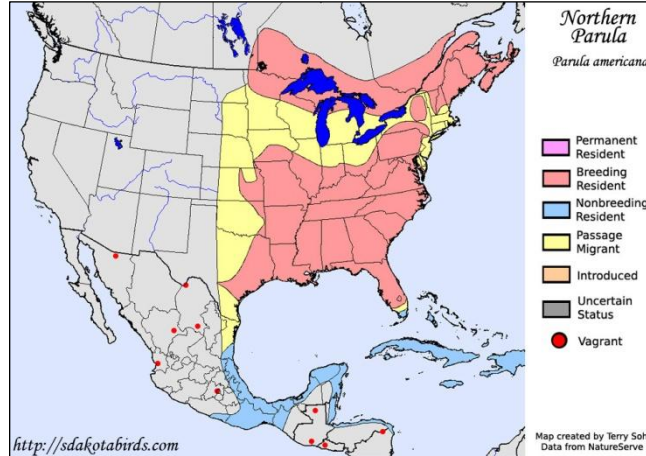 Northern
Parula
Parula americana
Permanent
Resident
Breeding
Resident
Nonbreeding
Resident
Passage
Migrant
Introduced
Uncertain
Status
Vagrant
http://sdakotabirds.com
Map created by Terry Soh
Data from NatureServe